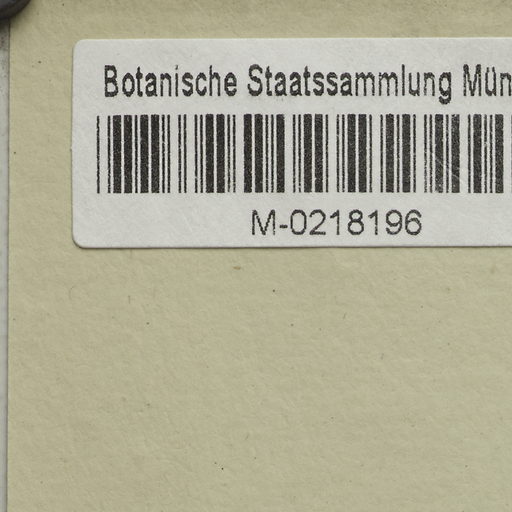 Botanische Staatssammlung Mün
M-0218196